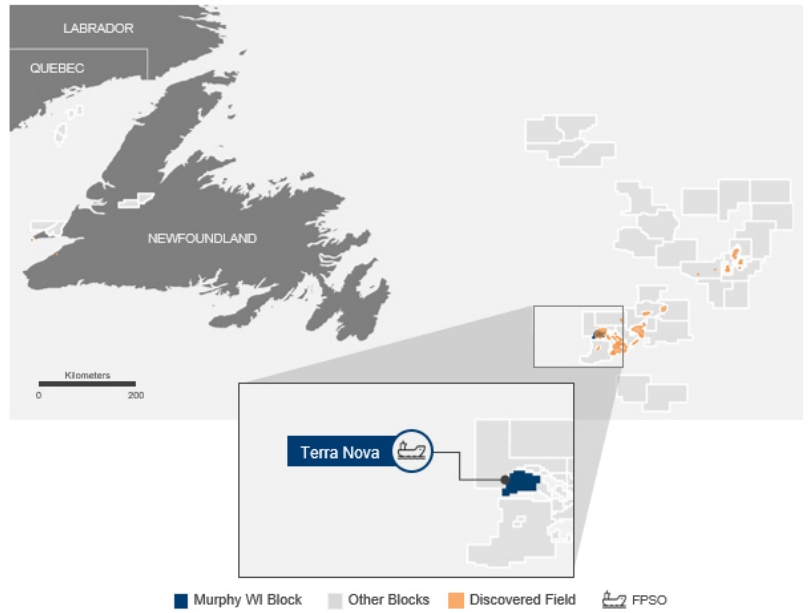 LABRADOR
QUEBEC
NEWFOUNDLAND
Kilometers
0 200
Terra Nova
Murphy WI Block Other Blocks Discovered Field FPSO